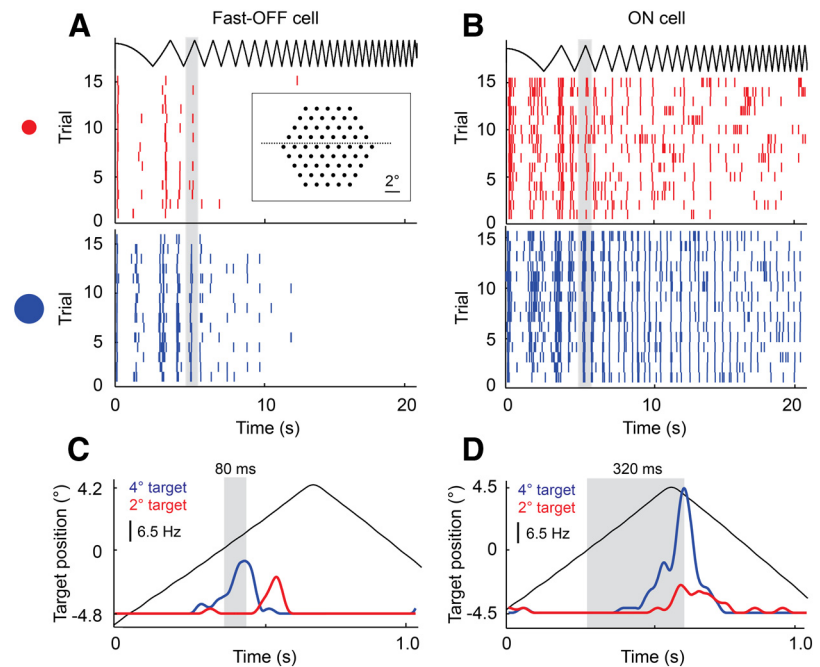 A
Fast-OFF cell
B
ON cell
15
10
5
0
Trial
2°
15
10
5
0
Trial
0
10
20
Time (s)
15
10
5
0
Trial
15
10
5
0
Trial
0
10
20
Time (s)
C
80 ms
4° target
2° target
6.5 Hz
4.2
0
-4.8
Target position (°)
0
1.0
Time (s)
D
320 ms
4° target
2° target
6.5 Hz
4.5
0
-4.5
Target position (°)
0
1.0
Time (s)